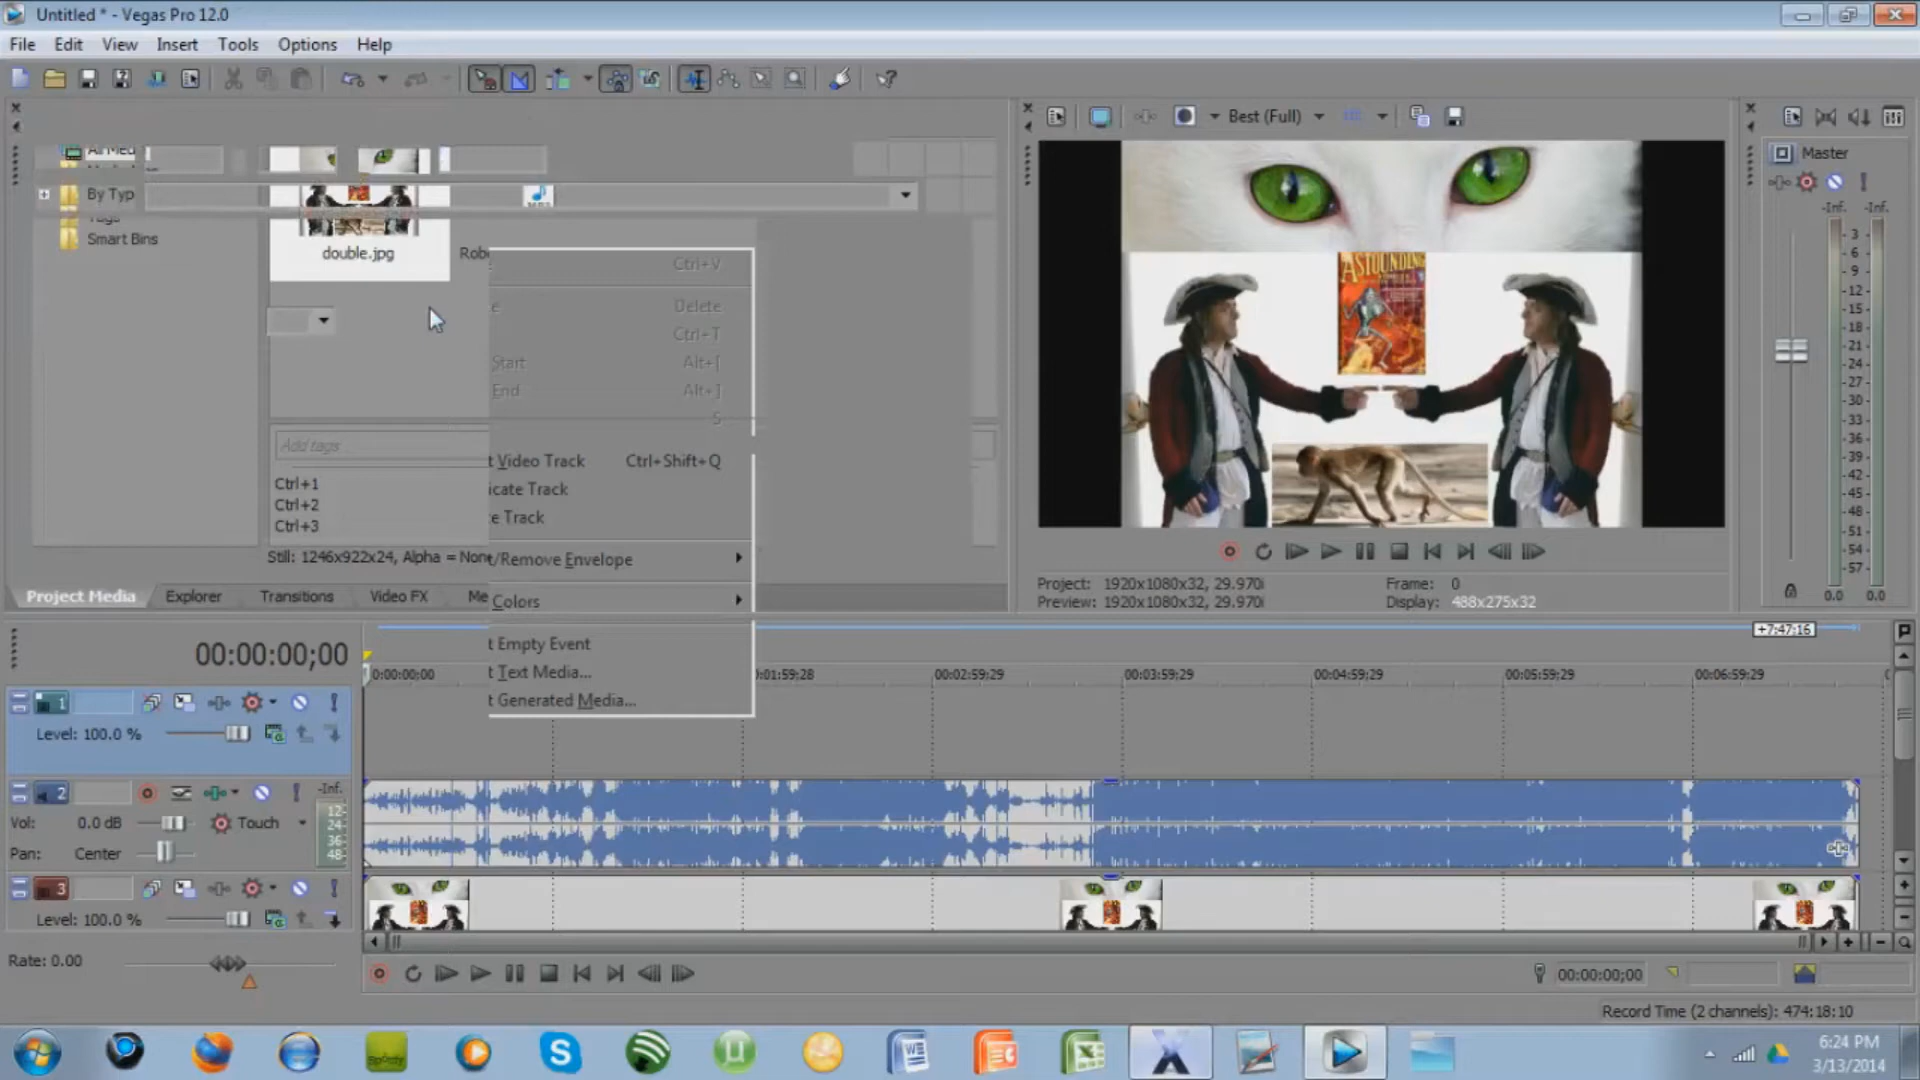 Untitled * - Vegas Pro 12.0
File Edit View Insert Tools Options Help
Best (Full)
Master
By Typ
Tags
Smart Bins
double.jpg
Ctrl+V
Delete
Ctrl+T
Start Alt+[
End Alt+]
S
Add tags
t Video Track Ctrl+Shift+Q
icate Track
e Track
/Remove Envelope
Colors
t Empty Event
t Text Media...
t Generated Media...
Ctrl+1
Ctrl+2
Ctrl+3
Still: 1246x922x24, Alpha = None
Project Media Explorer Transitions Video FX Me
ASTOUNDING
-Inf. -Inf.
3
6
9
12
15
18
21
24
27
30
33
36
39
42
45
48
51
54
57
0.0 0.0
Project: 1920x1080x32, 29.970i
Preview: 1920x1080x32, 29.970i
Frame: 0
Display: 488x275x32
+7:47:16
00:00:00;00
0:00:00;00 0:01:59;28 00:02:59;29 00:03:59;29 00:04:59;29 00:05:59;29 00:06:59;29
1
Level: 100.0 %
2
-Inf.
12
24
36
48
Vol: 0.0 dB Touch
Pan: Center
3
Level: 100.0 %
Rate: 0.00
00:00:00;00
Record Time (2 channels): 474:18:10
6:24 PM
3/13/2014